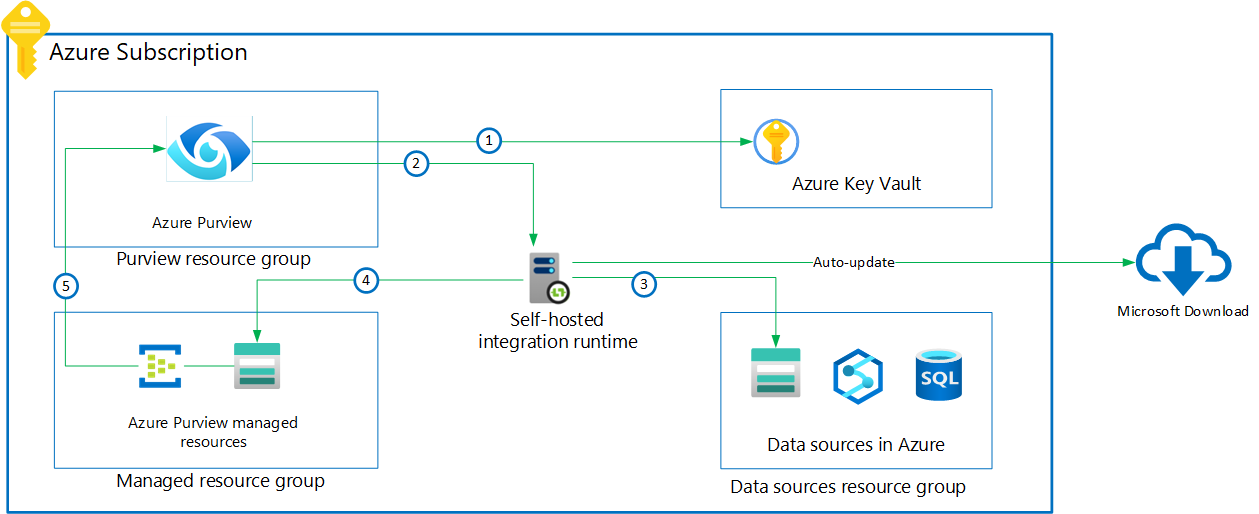 Azure Subscription
1
2
Azure Key Vault
Azure Purview
Purview resource group
Auto-update
5
4
3
Microsoft Download
Self-hosted
integration runtime
SQL
Azure Purview managed
resources
Data sources in Azure
Managed resource group
Data sources resource group